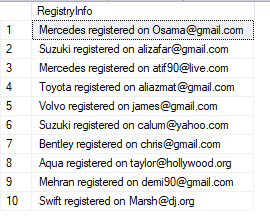 RegistryInfo
1 Mercedes registered on Osama@gmail.com
2 Suzuki registered on alizafar@gmail.com
3 Mercedes registered on atif90@live.com
4 Toyota registered on aliazmat@gmail.com
5 Volvo registered on james@gmail.com
6 Suzuki registered on calum@yahoo.com
7 Bentley registered on chris@gmail.com
8 Aqua registered on taylor@hollywood.org
9 Mehran registered on demi90@gmail.com
10 Swift registered on Marsh@dj.org